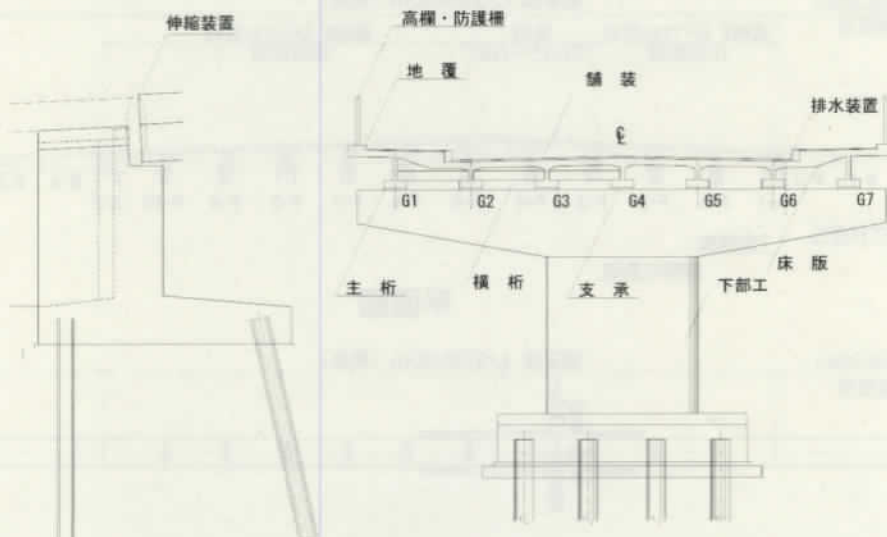 伸縮装置
高欄・防護柵
地 覆
舗 装
排水装置
℄
G1 G2 G3 G4 G5 G6 G7
主 桁
横 桁
支 承
下部工
床 版